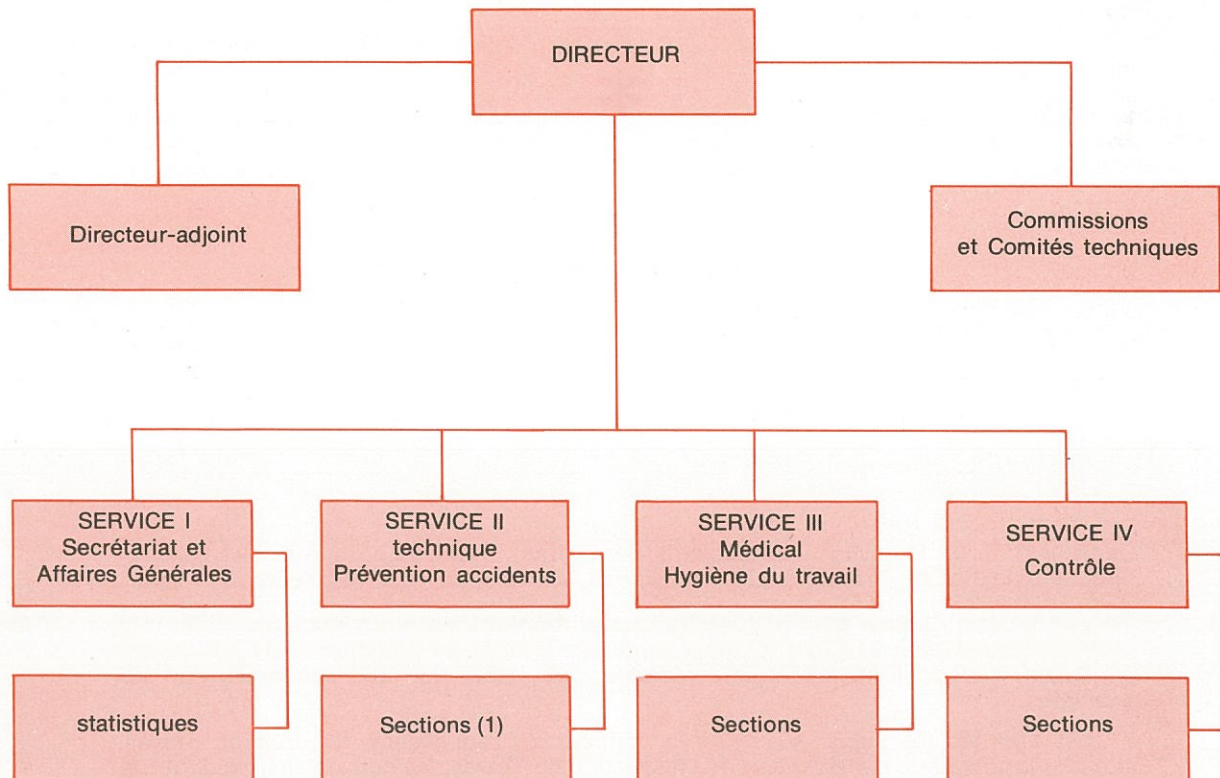 DIRECTEUR
Directeur-adjoint
Commissions
et Comités techniques
SERVICE I
Secrétariat et
Affaires Générales
SERVICE II
technique
Prévention accidents
SERVICE III
Médical
Hygiène du travail
SERVICE IV
Contrôle
statistiques
Sections (1)
Sections
Sections